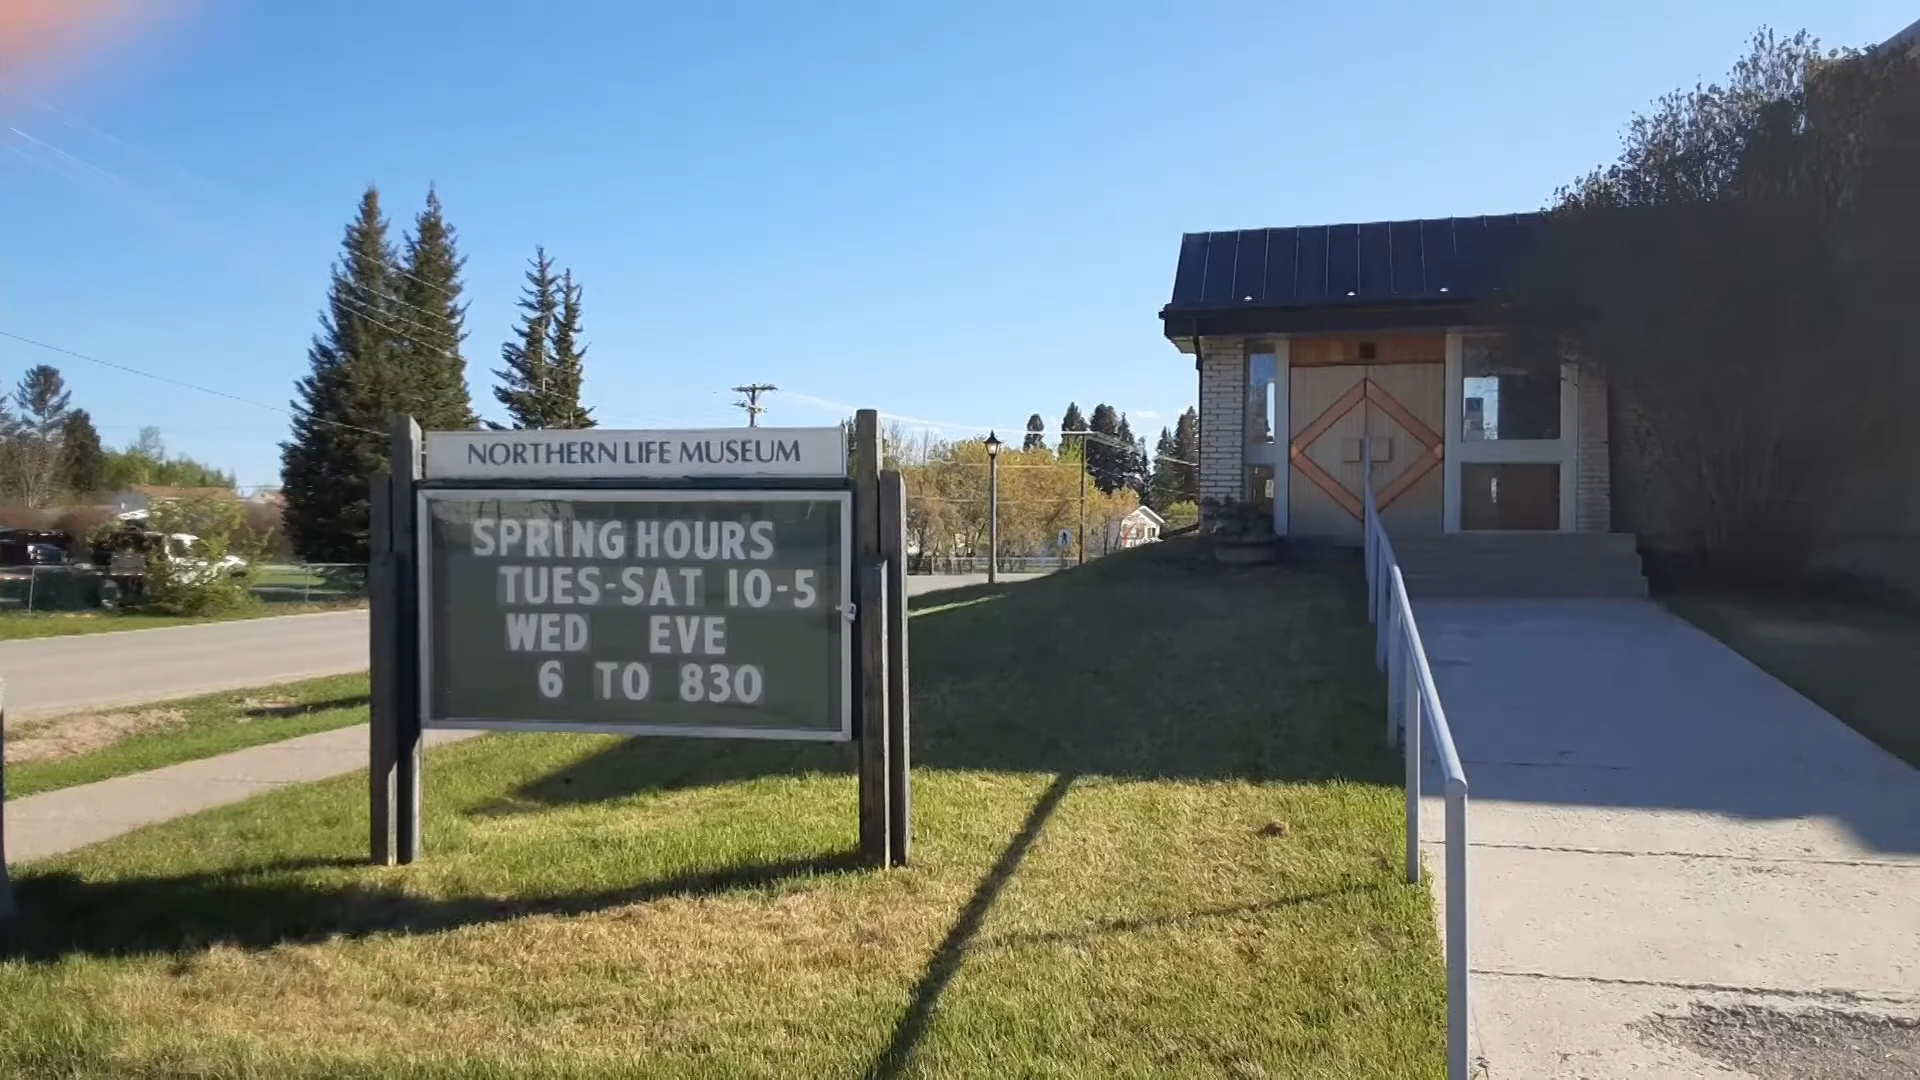 NORTHERN LIFE MUSEUM
SPRING HOURS
TUES-SAT 10-5
WED EVE
6 TO 830